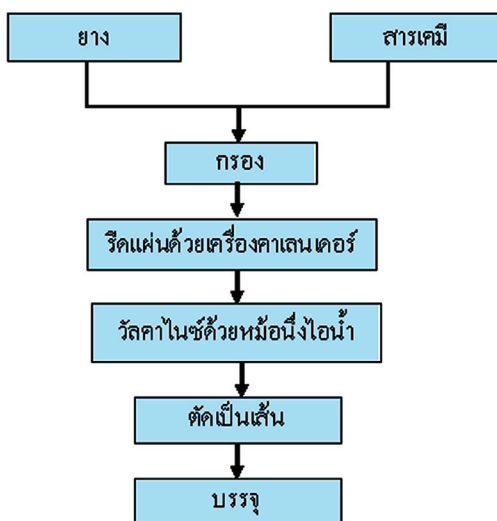 ยาง
สารเคมี
กรอง
รีดแผ่นด้วยเครื่องคาเลนเดอร์
วัลคาไนซ์ด้วยหม้อนึ่งไอน้ำ
ตัดเป็นเส้น
บรรจุ